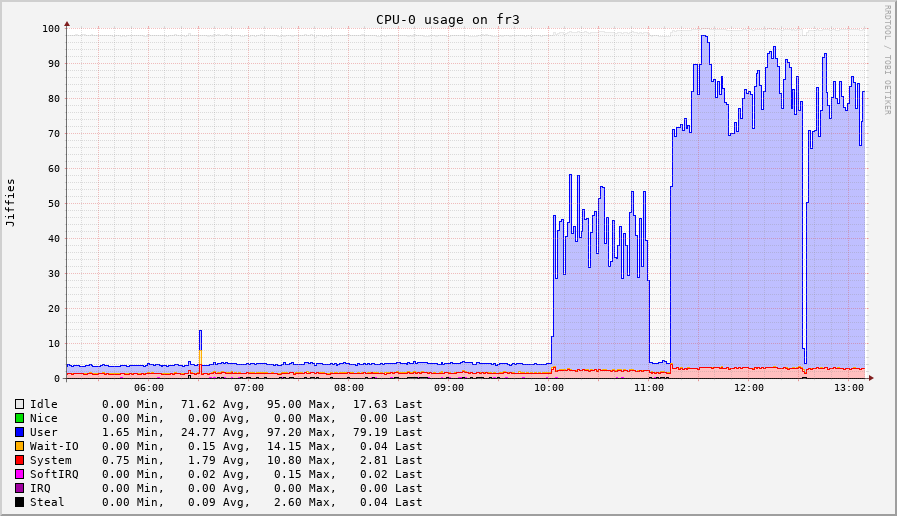 CPU-0 usage on fr3
RRDTOOL / TOBI OETIKER
Jiffies
100
90
80
70
60
50
40
30
20
10
0
06:00 07:00 08:00 09:00 10:00 11:00 12:00 13:00
Idle 0.00 Min, 71.62 Avg, 95.00 Max, 17.63 Last
Nice 0.00 Min, 0.00 Avg, 0.00 Max, 0.00 Last
User 1.65 Min, 24.77 Avg, 97.20 Max, 79.19 Last
Wait-IO 0.00 Min, 0.15 Avg, 14.15 Max, 0.04 Last
System 0.75 Min, 1.79 Avg, 10.80 Max, 2.81 Last
SoftIRQ 0.00 Min, 0.02 Avg, 0.15 Max, 0.02 Last
IRQ 0.00 Min, 0.00 Avg, 0.00 Max, 0.00 Last
Steal 0.00 Min, 0.09 Avg, 2.60 Max, 0.04 Last